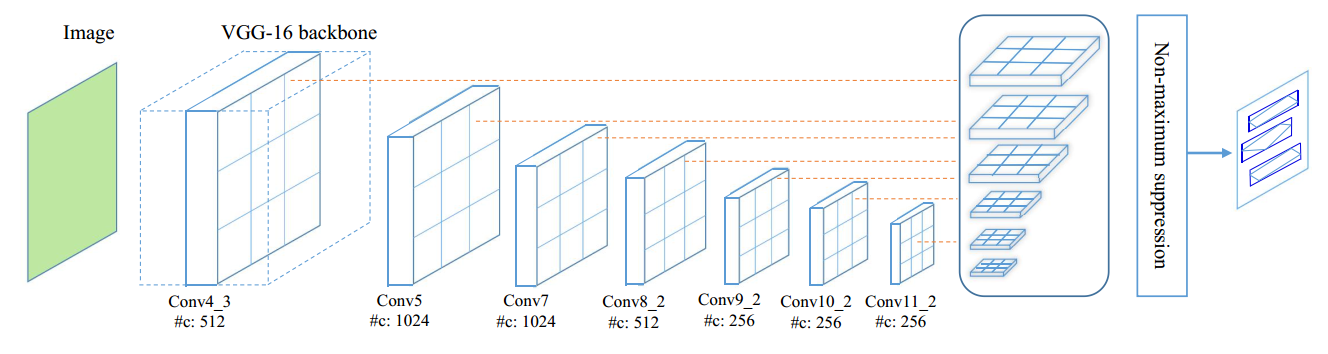 Image
VGG-16 backbone
Conv4_3
#c: 512
Conv5
#c: 1024
Conv7
#c: 1024
Conv8_2
#c: 512
Conv9_2
#c: 256
Conv10_2
#c: 256
Conv11_2
#c: 256
Non-maximum suppression